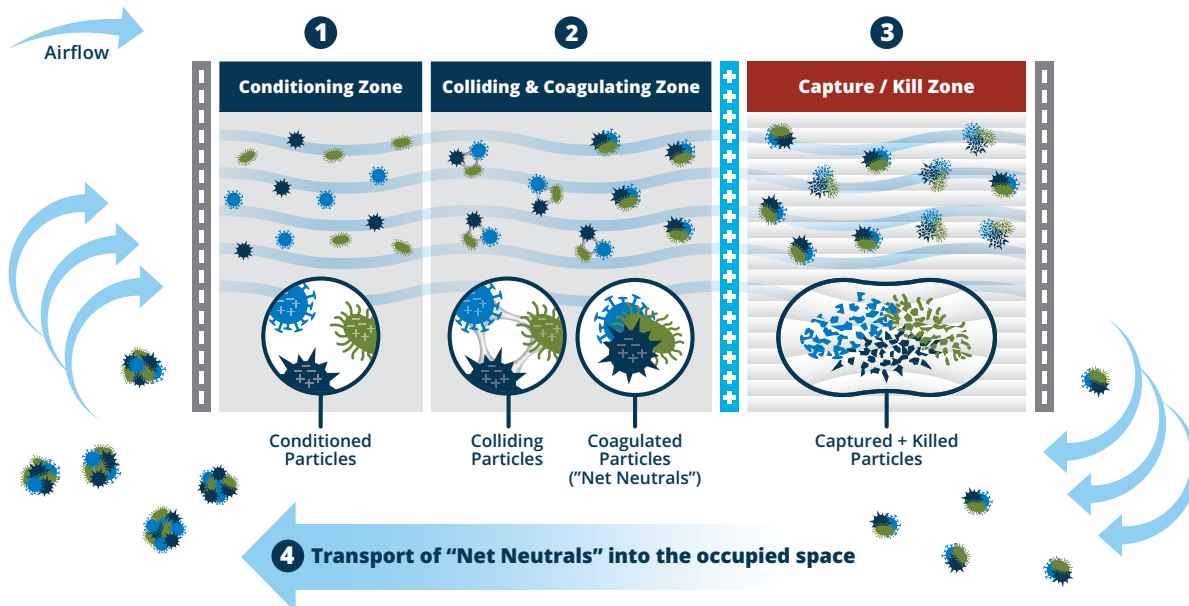 Airflow
1
2
3
Conditioning Zone
Colliding & Coagulating Zone
Capture / Kill Zone
Conditioned
Particles
Colliding
Particles
Coagulated
Particles
(”Net Neutrals”)
Captured + Killed
Particles
4 Transport of “Net Neutrals” into the occupied space